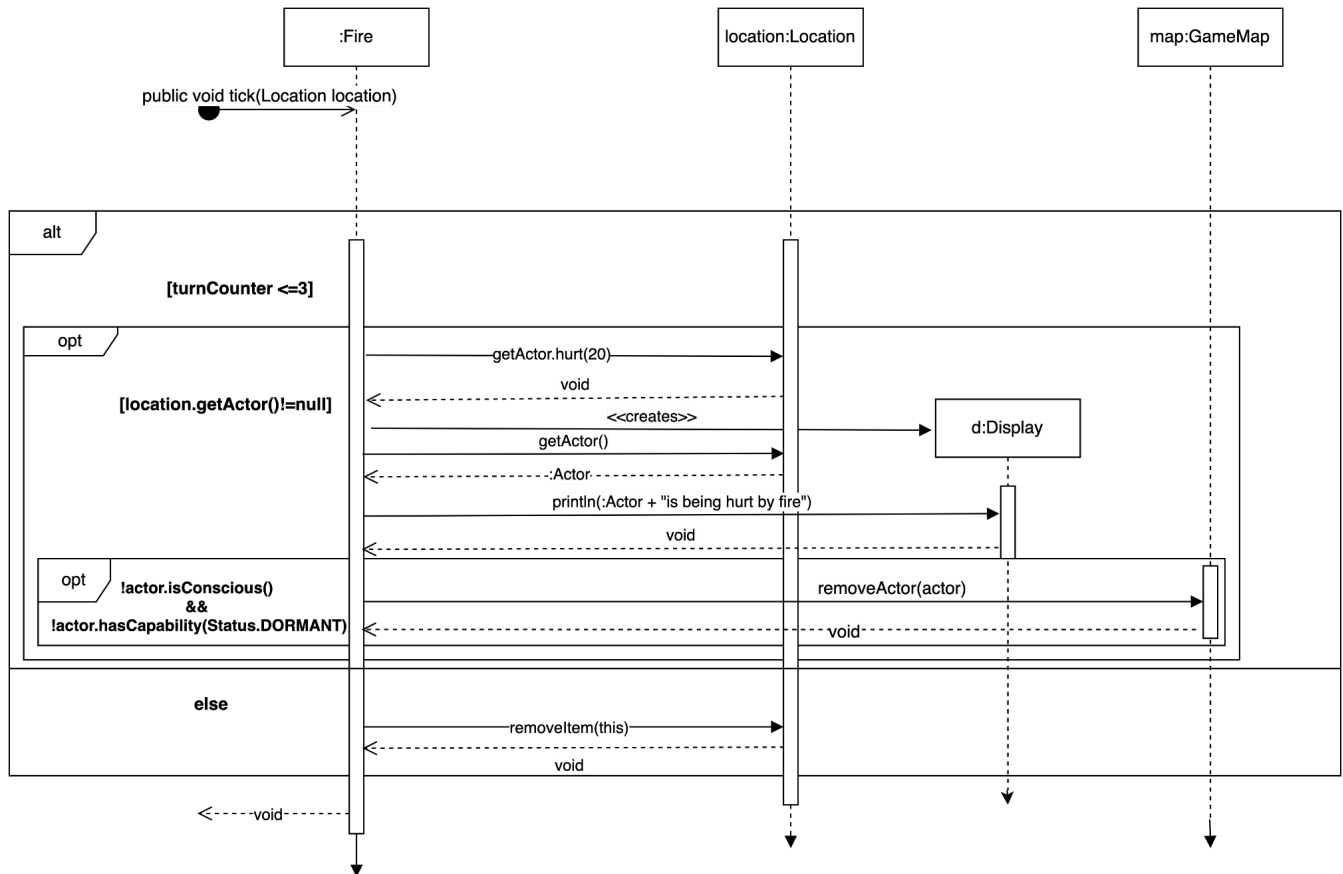 :Fire
location:Location
map:GameMap
public void tick(Location location)
alt
[turnCounter <=3]
opt
getActor.hurt(20)
void
[location.getActor()!=null]
<<creates>>
d:Display
getActor()
:Actor
println(:Actor + "is being hurt by fire")
void
opt
!actor.isConscious()
&&
!actor.hasCapability(Status.DORMANT)
removeActor(actor)
void
else
removeItem(this)
void
void